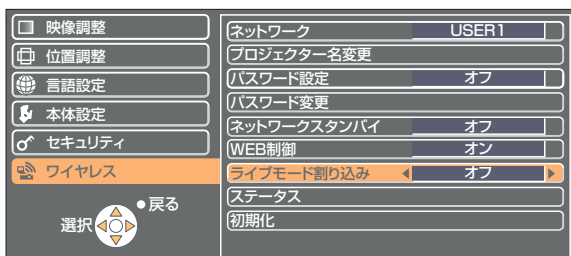 映像調整
位置調整
言語設定
本体設定
セキュリティ
ワイヤレス
●戻る
選択
ネットワーク USER1
プロジェクター名変更
パスワード設定 オフ
パスワード変更
ネットワークスタンバイ オフ
WEB制御 オン
ライブモード割り込み オフ
ステータス
初期化